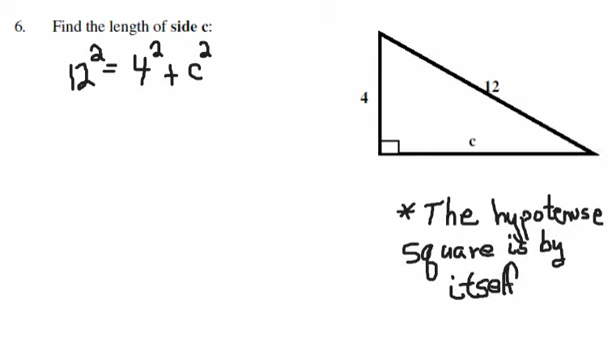 6. Find the length of side c:
12² = 4² + c²
12
4
c
* The hypotenuse
square is by
itself